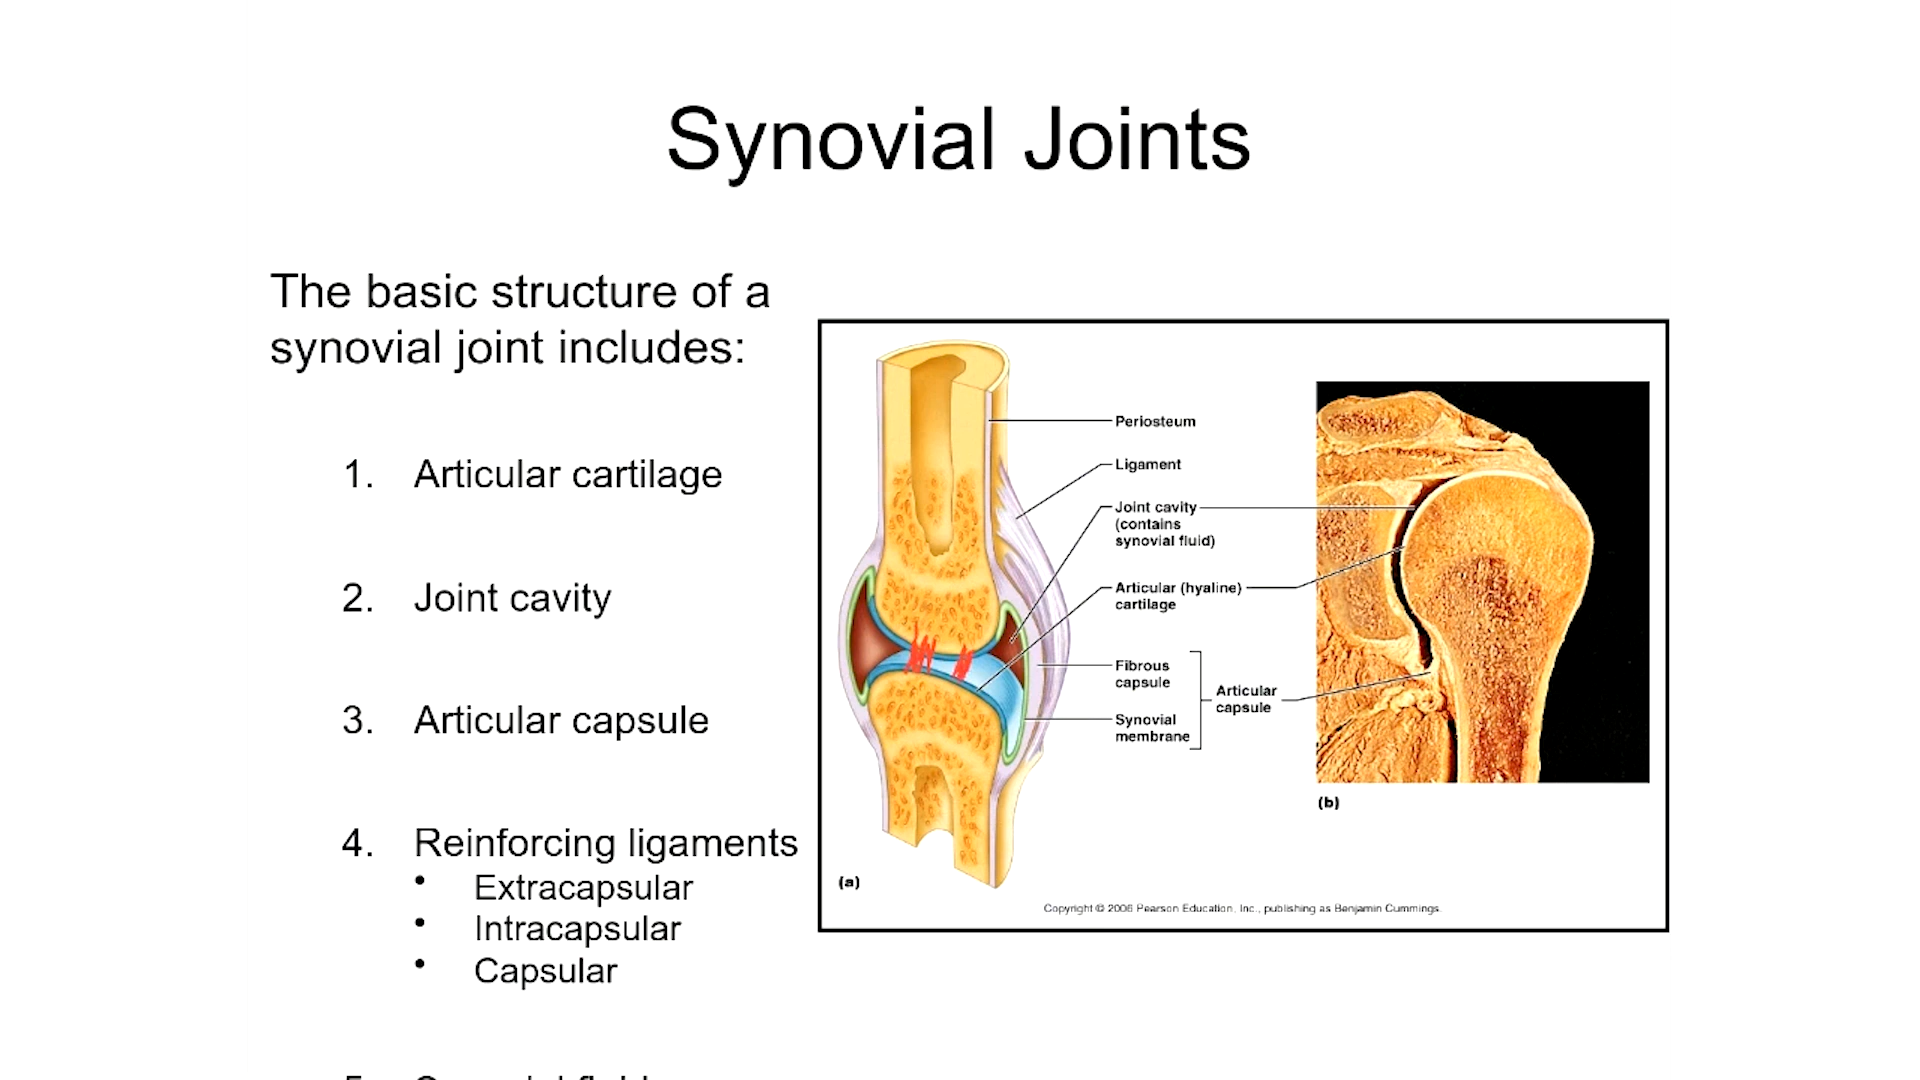 Synovial Joints
The basic structure of a
synovial joint includes:
1. Articular cartilage
2. Joint cavity
3. Articular capsule
4. Reinforcing ligaments
• Extracapsular
• Intracapsular
• Capsular
Periosteum
Ligament
Joint cavity
(contains
synovial fluid)
Articular (hyaline)
cartilage
Fibrous
capsule
Synovial
membrane
Articular
capsule
(a)
(b)
Copyright © 2006 Pearson Education, Inc., publishing as Benjamin Cummings.